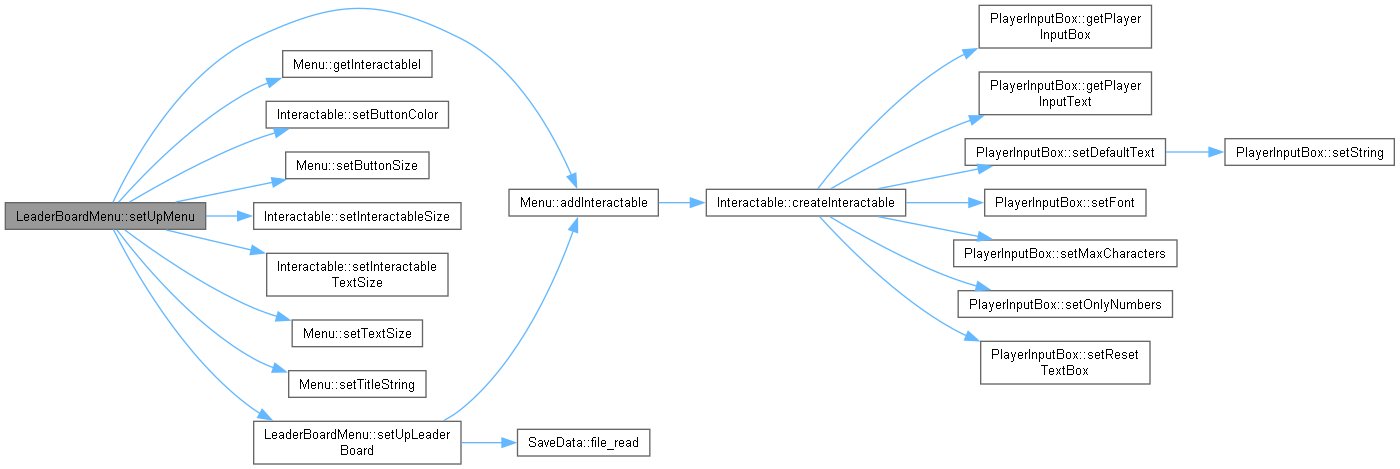 LeaderBoardMenu::setUpMenu
Menu::getInteractableI
Interactable::setButtonColor
Menu::setButtonSize
Interactable::setInteractableSize
Interactable::setInteractable
TextSize
Menu::setTextSize
Menu::setTitleString
LeaderBoardMenu::setUpLeader
Board
Menu::addInteractable
SaveData::file_read
Interactable::createInteractable
PlayerInputBox::getPlayer
InputBox
PlayerInputBox::getPlayer
InputText
PlayerInputBox::setDefaultText
PlayerInputBox::setFont
PlayerInputBox::setMaxCharacters
PlayerInputBox::setOnlyNumbers
PlayerInputBox::setReset
TextBox
PlayerInputBox::setString